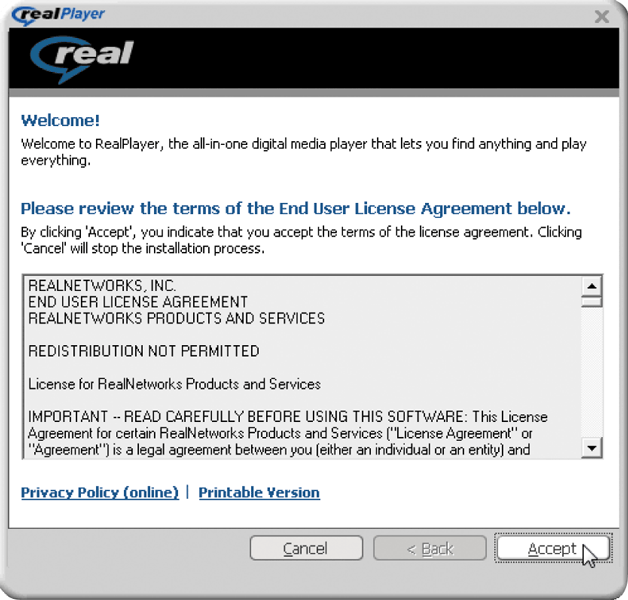 realPlayer
real
Welcome!
Welcome to RealPlayer, the all-in-one digital media player that lets you find anything and play
everything.
Please review the terms of the End User License Agreement below.
By clicking 'Accept', you indicate that you accept the terms of the license agreement. Clicking
'Cancel' will stop the installation process.
REALNETWORKS, INC.
END USER LICENSE AGREEMENT
REALNETWORKS PRODUCTS AND SERVICES
REDISTRIBUTION NOT PERMITTED
License for RealNetworks Products and Services
IMPORTANT -- READ CAREFULLY BEFORE USING THIS SOFTWARE: This License
Agreement for certain RealNetworks Products and Services ("License Agreement" or
"Agreement") is a legal agreement between you (either an individual or an entity) and
Privacy Policy (online) | Printable Version
Cancel < Back Accept